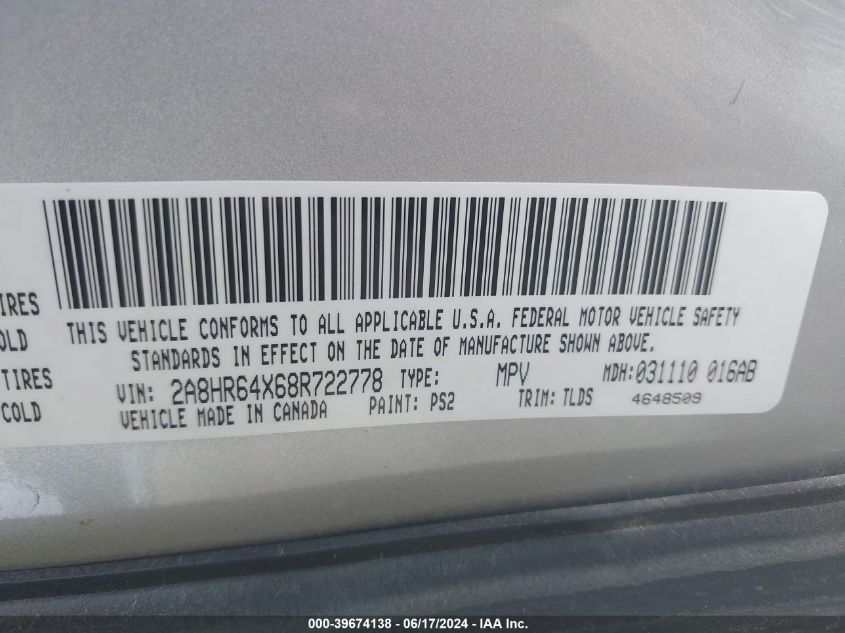 THIS VEHICLE CONFORMS TO ALL APPLICABLE U.S.A. FEDERAL MOTOR VEHICLE SAFETY
STANDARDS IN EFFECT ON THE DATE OF MANUFACTURE SHOWN ABOVE.
VIN: 2A8HR64X68R722778 TYPE: MPV MDH:031110 016AB
VEHICLE MADE IN CANADA PAINT: PS2 TRIM: TLDS 4648509
TIRES
COLD
TIRES
COLD
000-39674138 - 06/17/2024 - IAA Inc.